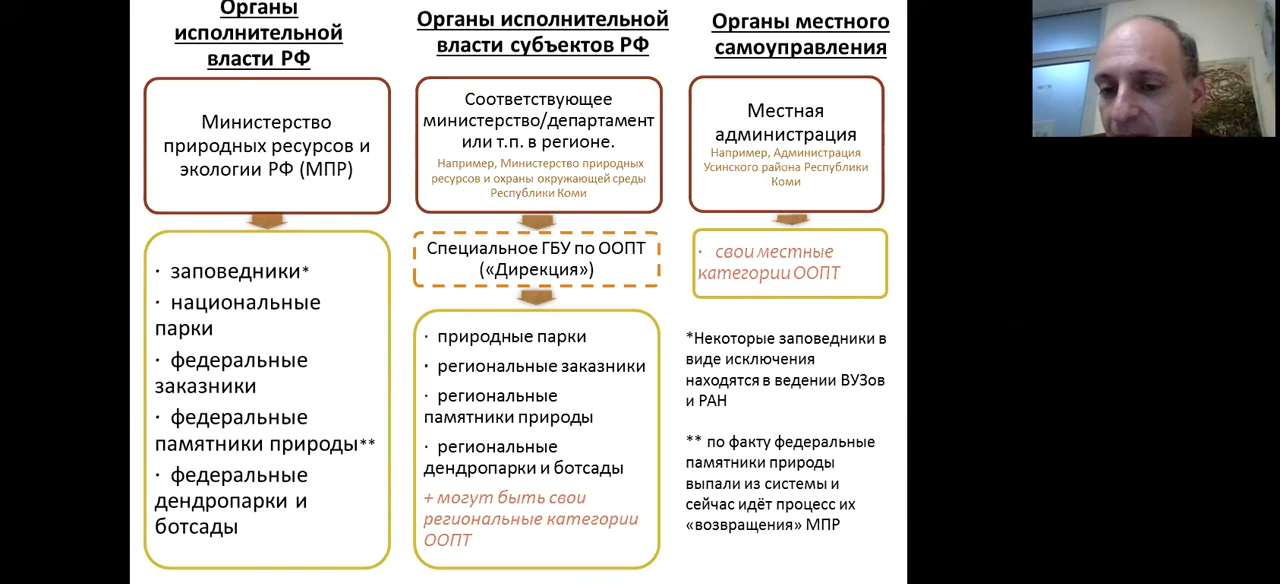 Органы
исполнительной
власти РФ
Министерство
природных ресурсов и
экологии РФ (МПР)
· заповедники*
· национальные
парки
· федеральные
заказники
· федеральные
памятники природы**
· федеральные
дендропарки и
ботсады
Органы исполнительной
власти субъектов РФ
Соответствующее
министерство/департамент
или т.п. в регионе.
Например, Министерство природных
ресурсов и охраны окружающей среды
Республики Коми
Специальное ГБУ по ООПТ
(«Дирекция»)
· природные парки
· региональные заказники
· региональные
памятники природы
· региональные
дендропарки и ботсады
+ могут быть свои
региональные категории
ООПТ
Органы местного
самоуправления
Местная
администрация
Например, Администрация
Усинского района Республики
Коми
· свои местные
категории ООПТ
*Некоторые заповедники в
виде исключения
находятся в ведении ВУЗов
и РАН
** по факту федеральные
памятники природы
выпали из системы и
сейчас идёт процесс их
«возвращения» МПР